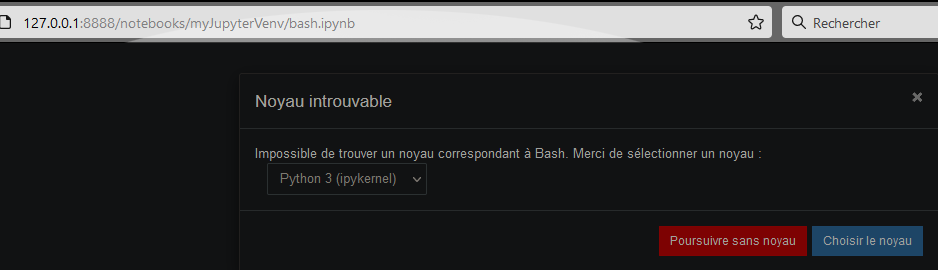 127.0.0.1:8888/notebooks/myJupyterVenv/bash.ipynb
Rechercher
Noyau introuvable
×
Impossible de trouver un noyau correspondant à Bash. Merci de sélectionner un noyau :
Python 3 (ipykernel)
Poursuivre sans noyau
Choisir le noyau